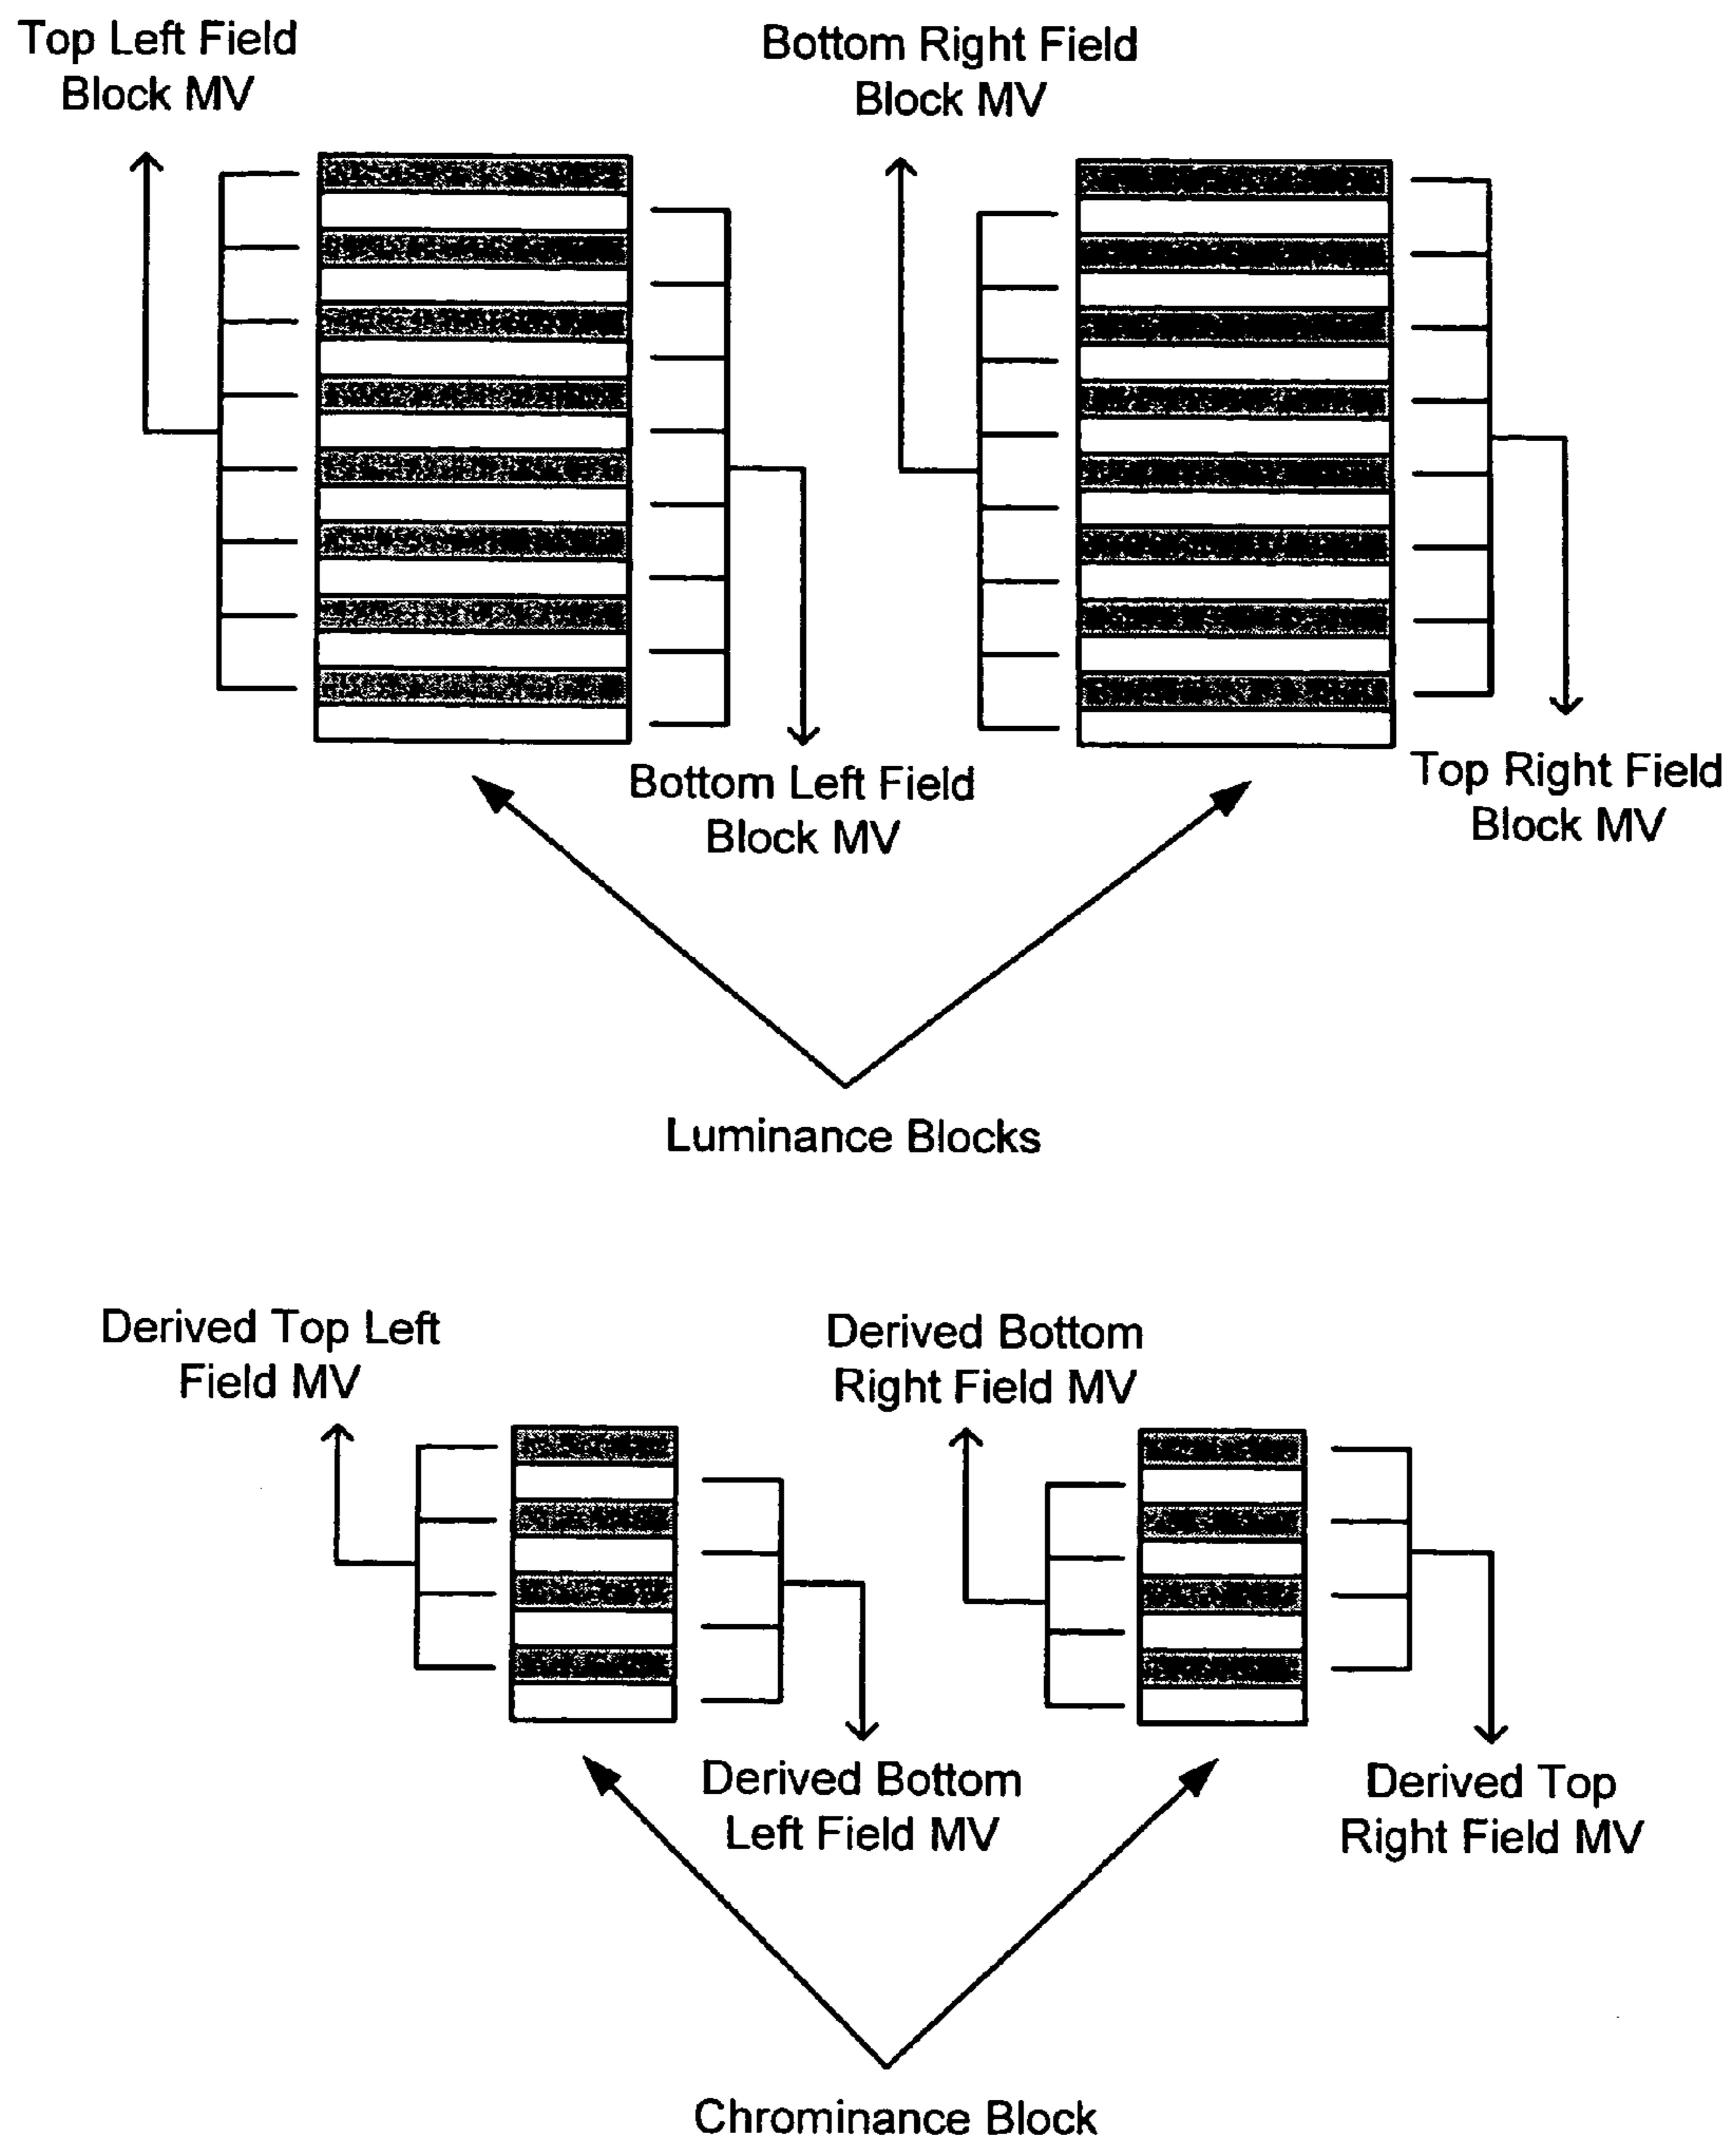 Top Left Field
Block MV
Bottom Right Field
Block MV
Bottom Left Field
Block MV
Top Right Field
Block MV
Luminance Blocks
Derived Top Left
Field MV
Derived Bottom
Right Field MV
Derived Bottom
Left Field MV
Derived Top
Right Field MV
Chrominance Block